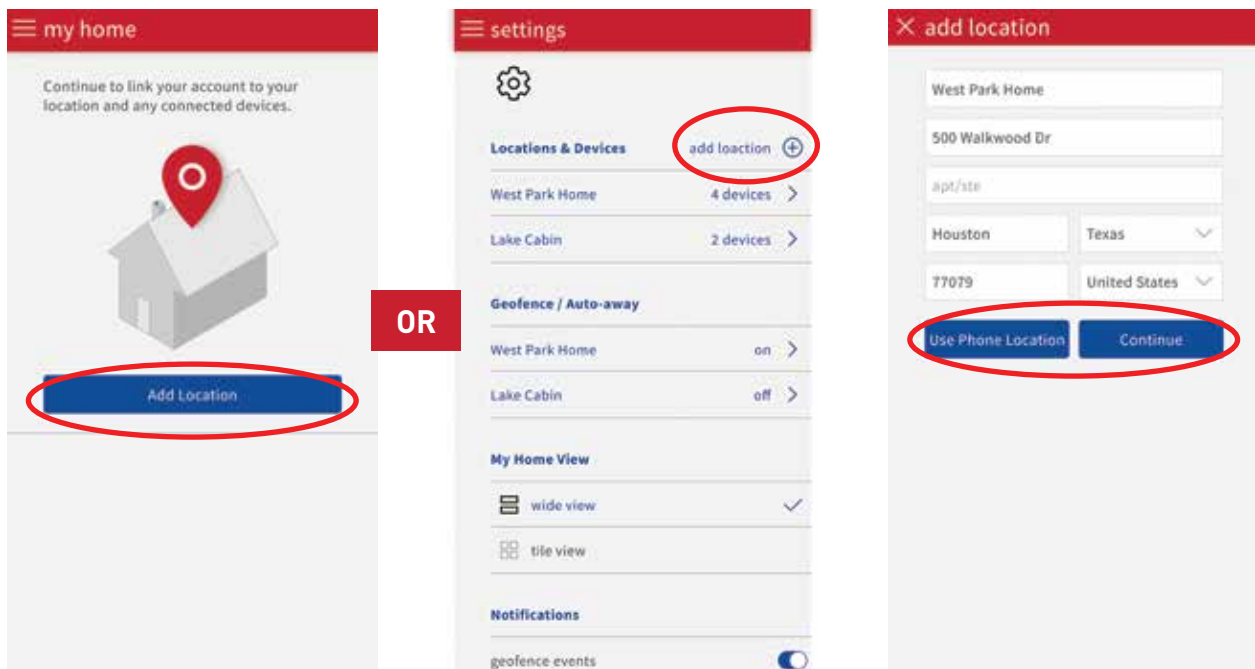 my home
Continue to link your account to your
location and any connected devices.
Add Location
OR
settings
Locations & Devices add loaction
West Park Home 4 devices
Lake Cabin 2 devices
Geofence / Auto-away
West Park Home on
Lake Cabin off
My Home View
wide view
tile view
Notifications
geofence events
add location
West Park Home
500 Walkwood Dr
apt/ste
Houston Texas
77079 United States
Use Phone Location Continue